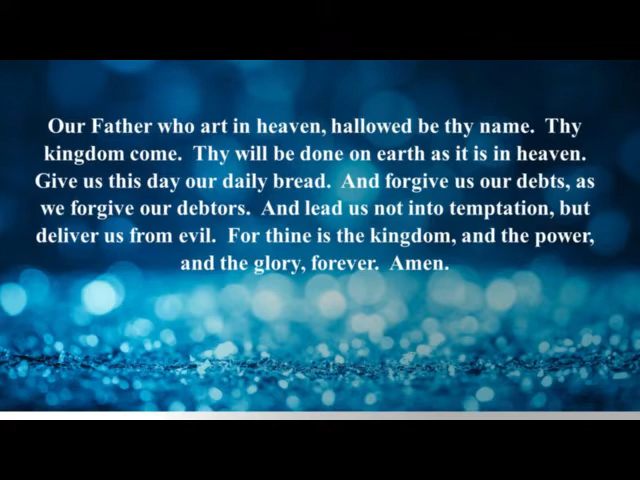 Our Father who art in heaven, hallowed be thy name.  Thy
kingdom come.  Thy will be done on earth as it is in heaven.
Give us this day our daily bread.  And forgive us our debts, as
we forgive our debtors.  And lead us not into temptation, but
deliver us from evil.  For thine is the kingdom, and the power,
and the glory, forever.  Amen.